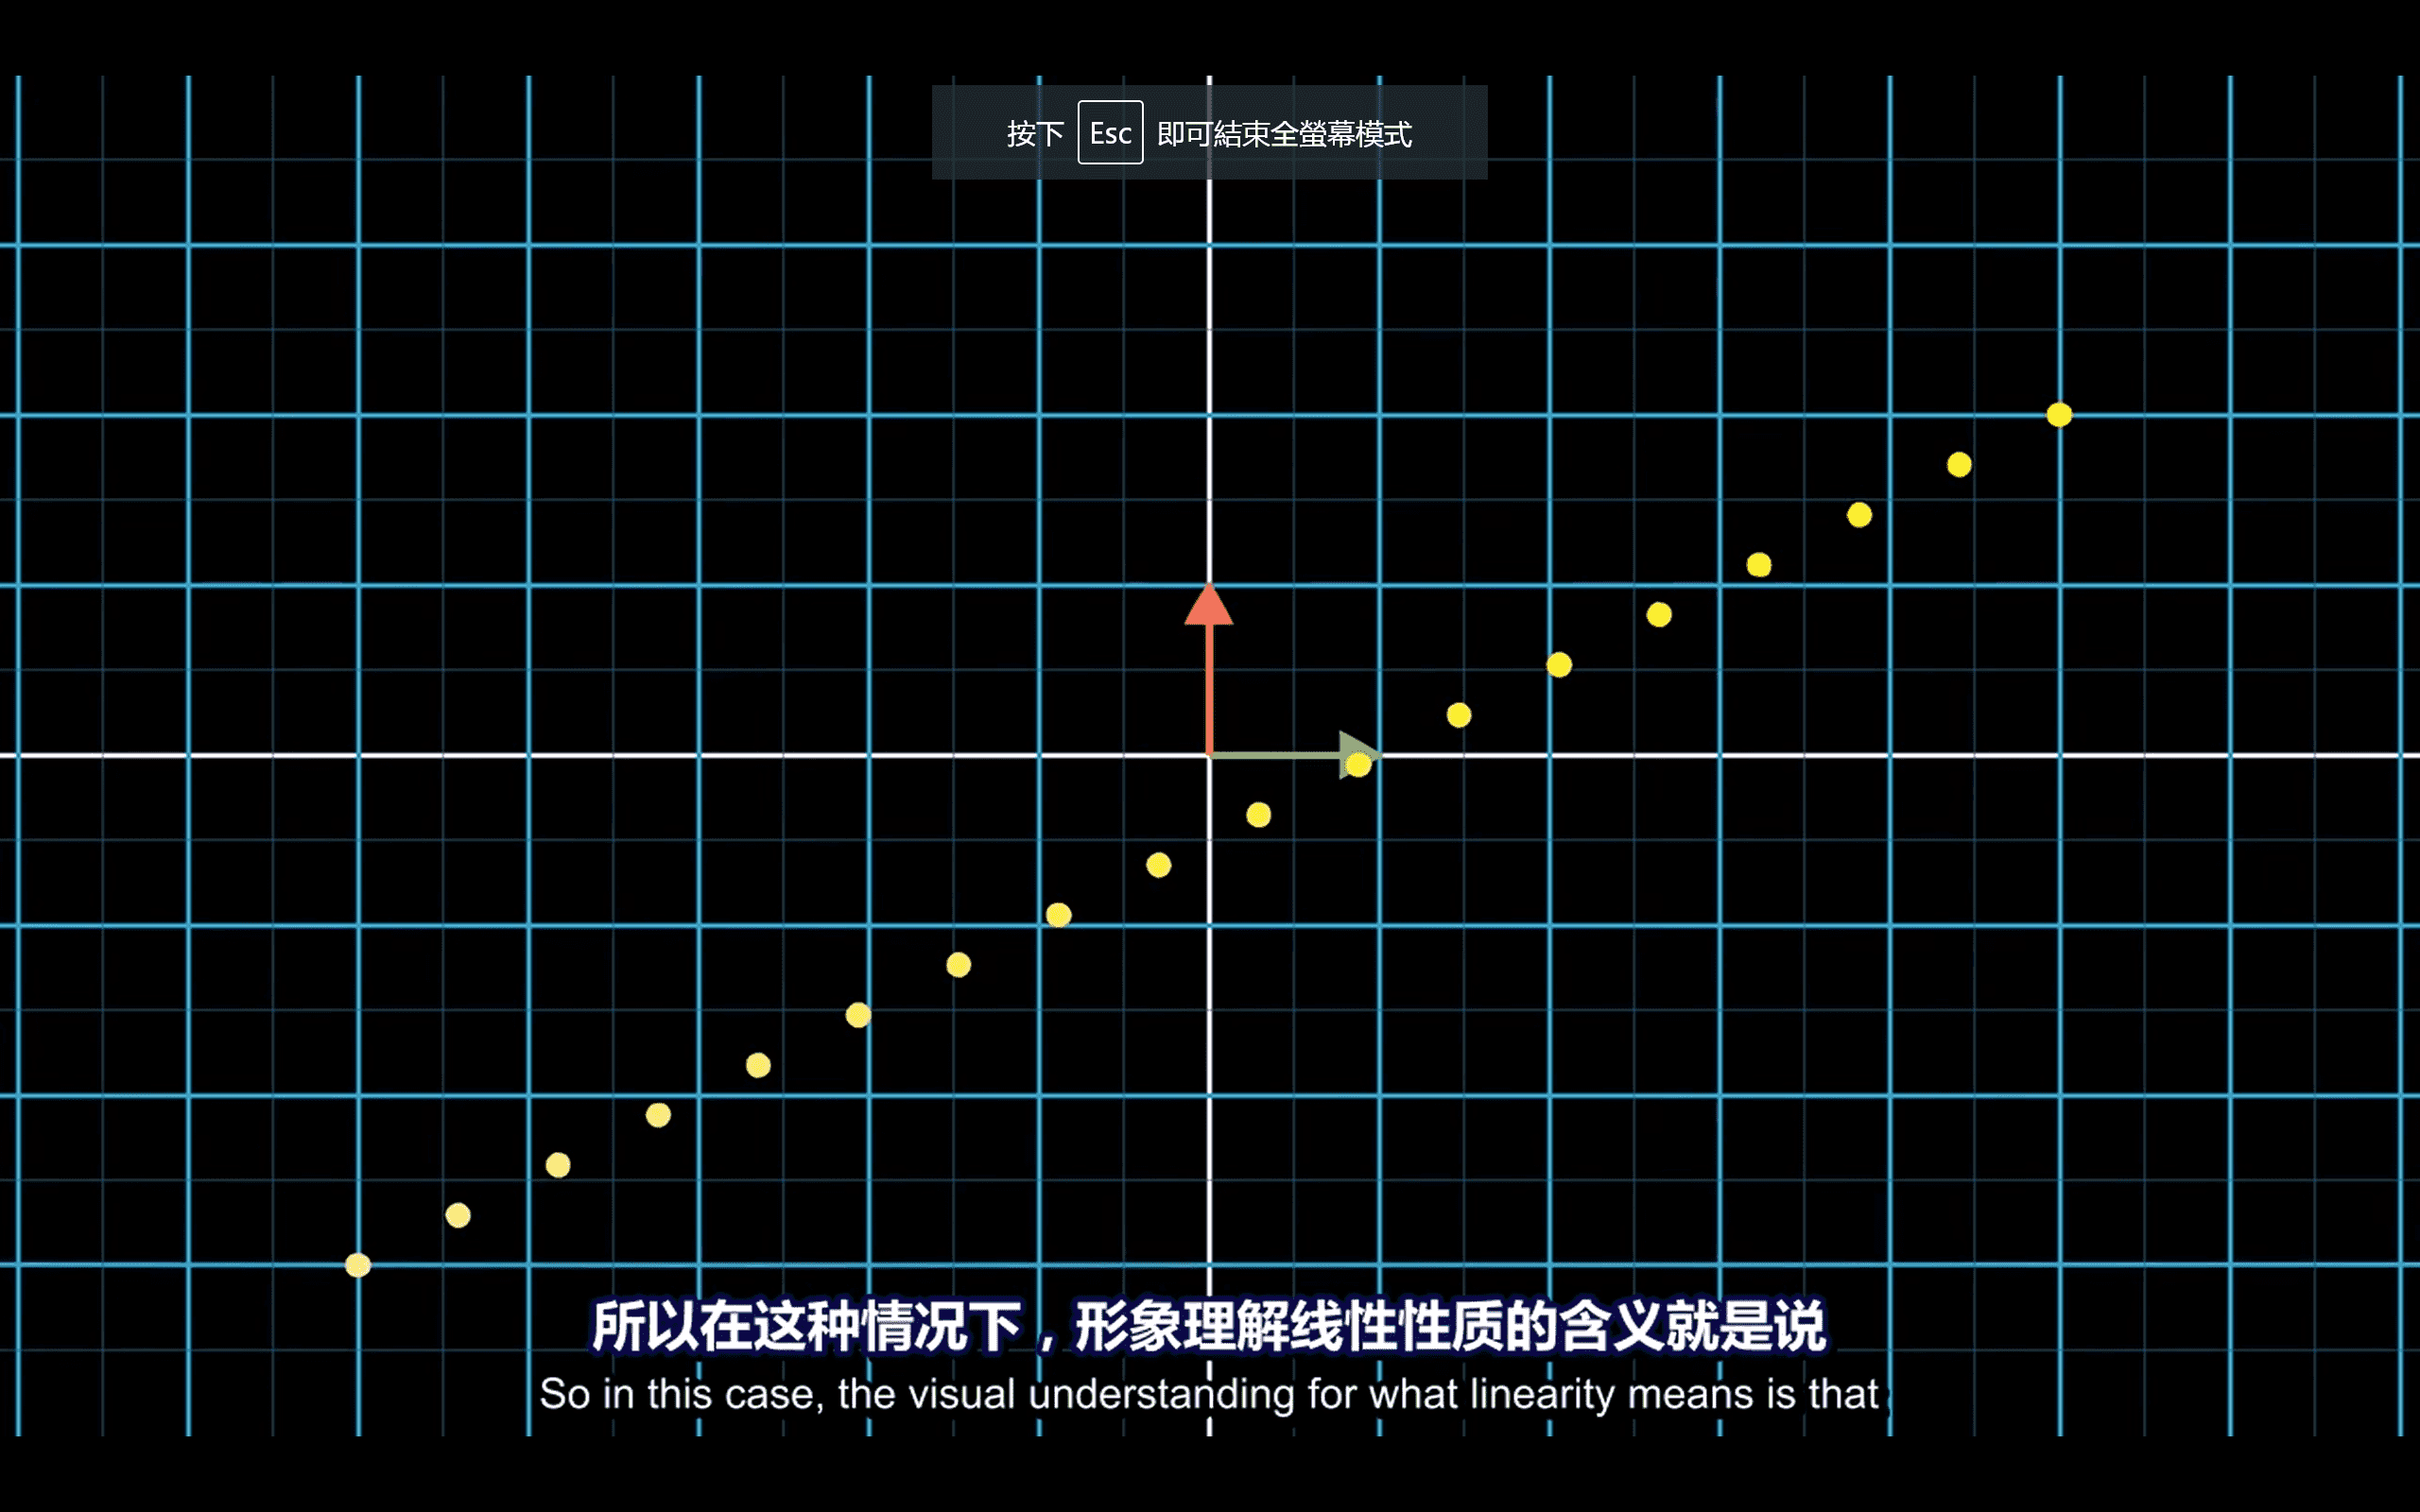 按下 Esc 即可結束全螢幕模式
所以在这种情况下，形象理解线性性质的含义就是说
So in this case, the visual understanding for what linearity means is that